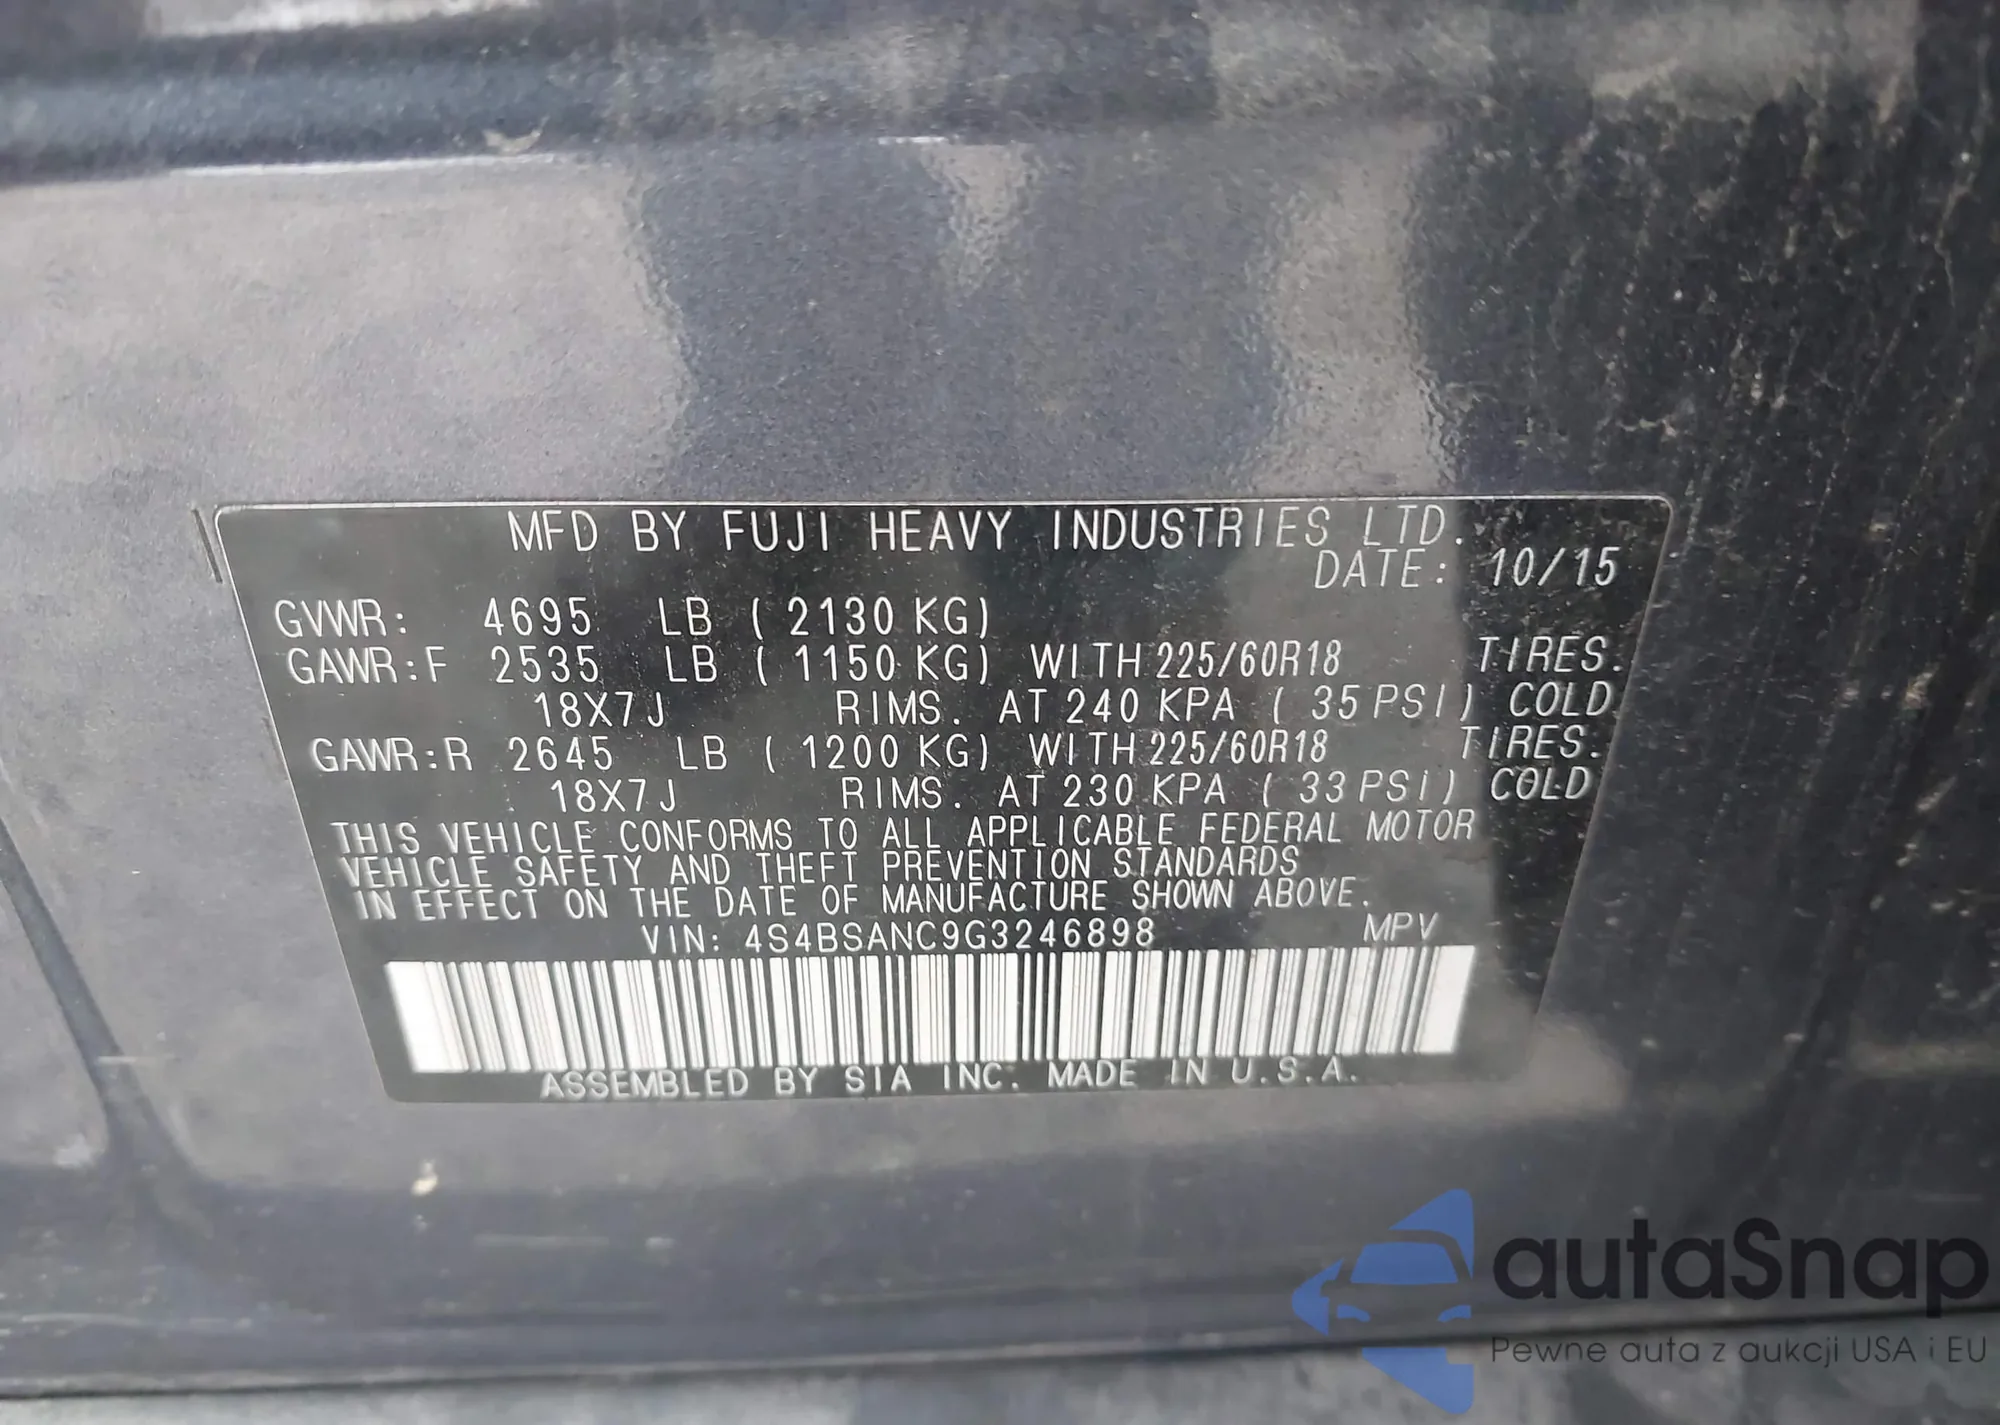 MFD BY FUJI HEAVY INDUSTRIES LTD.
DATE: 10/15
GVWR: 4695 LB ( 2130 KG)
GAWR:F 2535 LB ( 1150 KG) WITH 225/60R18 TIRES.
18X7J RIMS. AT 240 KPA ( 35 PSI) COLD
GAWR:R 2645 LB ( 1200 KG) WITH 225/60R18 TIRES.
18X7J RIMS. AT 230 KPA ( 33 PSI) COLD
THIS VEHICLE CONFORMS TO ALL APPLICABLE FEDERAL MOTOR
VEHICLE SAFETY AND THEFT PREVENTION STANDARDS
IN EFFECT ON THE DATE OF MANUFACTURE SHOWN ABOVE.
VIN: 4S4BSANC9G3246898 MPV
ASSEMBLED BY SIA INC. MADE IN U.S.A.
autaSnap
Pewne auta z aukcji USA i EU